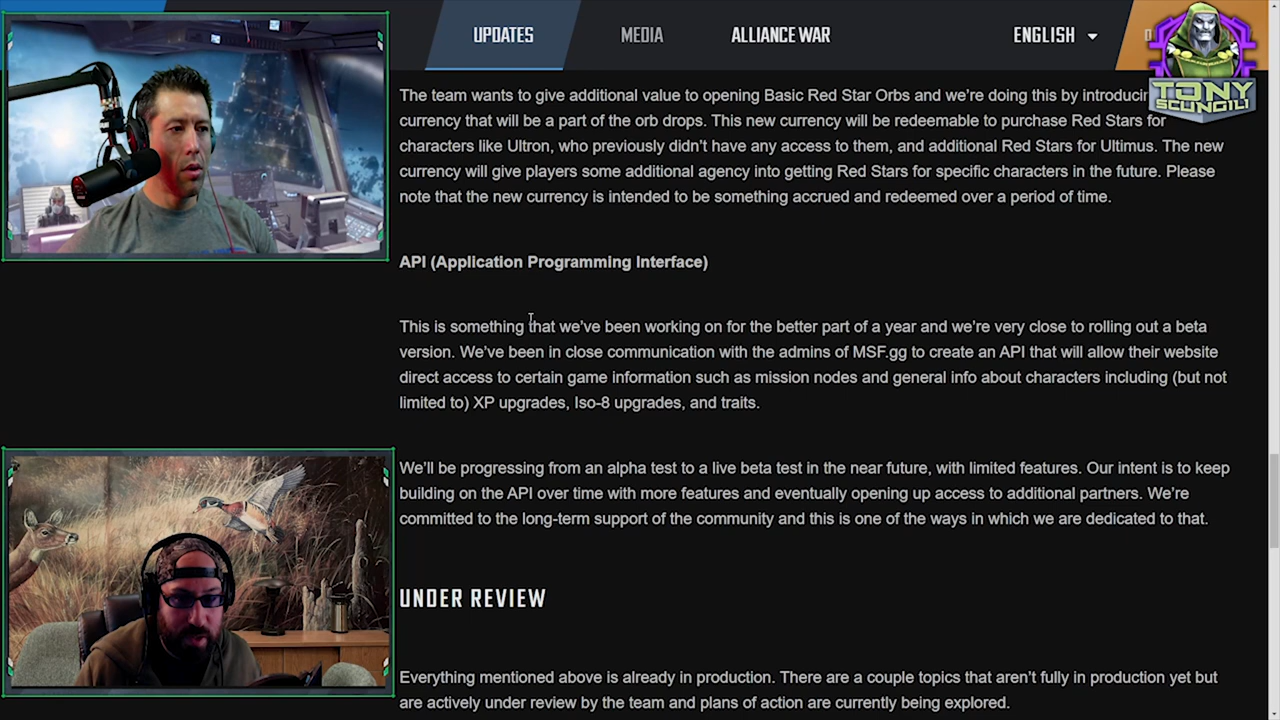 UPDATES
MEDIA
ALLIANCE WAR
ENGLISH
TONY
SCUNGILI
The team wants to give additional value to opening Basic Red Star Orbs and we're doing this by
currency that will be a part of the orb drops. This new currency will be redeemable to purchase Red Stars for
characters like Ultron, who previously didn't have any access to them, and additional Red Stars for Ultimus. The new
currency will give players some additional agency into getting Red Stars for specific characters in the future. Please
note that the new currency is intended to be something accrued and redeemed over a period of time.
API (Application Programming Interface)
This is something that we've been working on for the better part of a year and we're very close to rolling out a beta
version. We've been in close communication with the admins of MSF.gg to create an API that will allow their website
direct access to certain game information such as mission nodes and general info about characters including (but not
limited to) XP upgrades, Iso-8 upgrades, and traits.
We'll be progressing from an alpha test to a live beta test in the near future, with limited features. Our intent is to keep
building on the API over time with more features and eventually opening up access to additional partners. We're
committed to the long-term support of the community and this is one of the ways in which we are dedicated to that.
UNDER REVIEW
Everything mentioned above is already in production. There are a couple topics that aren't fully in production yet but
are actively under review by the team and plans of action are currently being explored.